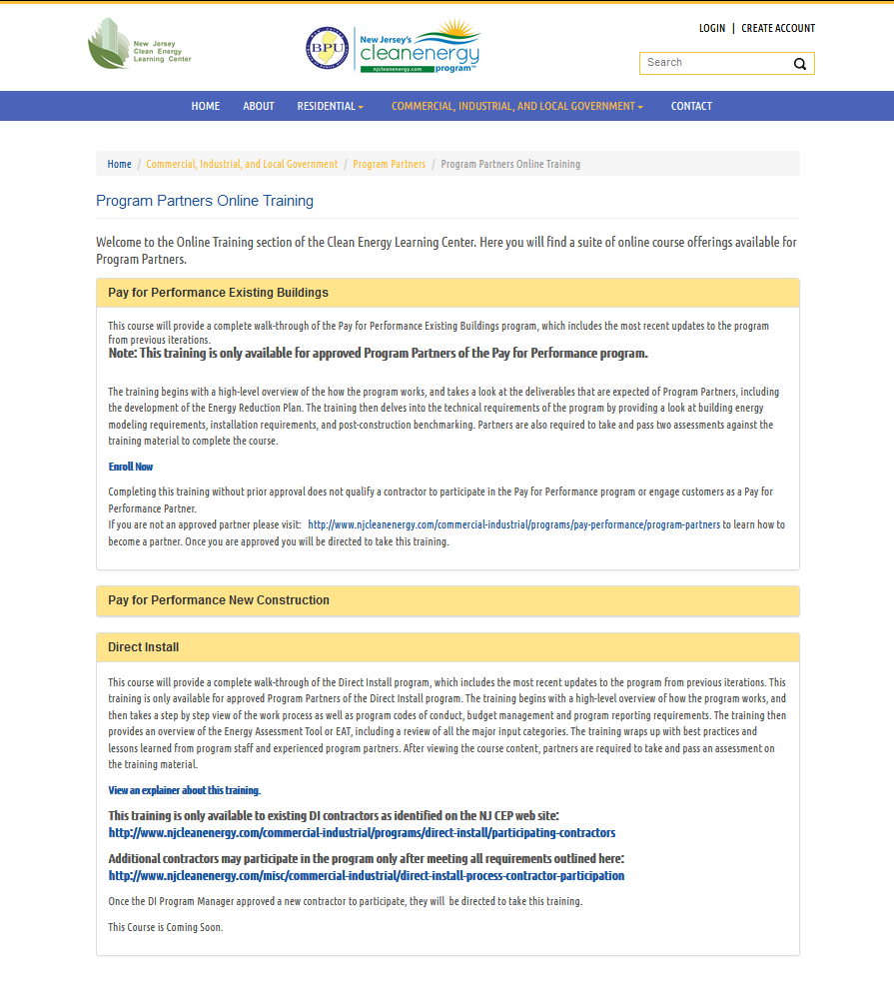 New Jersey
Clean Energy
Learning Center
BPU
New Jersey's
cleanenergy
njcleanenergy.com
program™
LOGIN | CREATE ACCOUNT
Search
HOME ABOUT RESIDENTIAL COMMERCIAL, INDUSTRIAL, AND LOCAL GOVERNMENT CONTACT
Home / Commercial, Industrial, and Local Government / Program Partners / Program Partners Online Training
Program Partners Online Training
Welcome to the Online Training section of the Clean Energy Learning Center. Here you will find a suite of online course offerings available for
Program Partners.
Pay for Performance Existing Buildings
This course will provide a complete walk-through of the Pay for Performance Existing Buildings program, which includes the most recent updates to the program
from previous iterations.
Note: This training is only available for approved Program Partners of the Pay for Performance program.
The training begins with a high-level overview of the how the program works, and takes a look at the deliverables that are expected of Program Partners, including
the development of the Energy Reduction Plan. The training then delves into the technical requirements of the program by providing a look at building energy
modeling requirements, installation requirements, and post-construction benchmarking. Partners are also required to take and pass two assessments against the
training material to complete the course.
Enroll Now
Completing this training without prior approval does not qualify a contractor to participate in the Pay for Performance program or engage customers as a Pay for
Performance Partner.
If you are not an approved partner please visit: http://www.njcleanenergy.com/commercial-industrial/programs/pay-performance/program-partners to learn how to
become a partner. Once you are approved you will be directed to take this training.
Pay for Performance New Construction
Direct Install
This course will provide a complete walk-through of the Direct Install program, which includes the most recent updates to the program from previous iterations. This
training is only available for approved Program Partners of the Direct Install program. The training begins with a high-level overview of how the program works, and
then takes a step by step view of the work process as well as program codes of conduct, budget management and program reporting requirements. The training then
provides an overview of the Energy Assessment Tool or EAT, including a review of all the major input categories. The training wraps up with best practices and
lessons learned from program staff and experienced program partners. After viewing the course content, partners are required to take and pass an assessment on
the training material.
View an explainer about this training.
This training is only available to existing DI contractors as identified on the NJ CEP web site:
http://www.njcleanenergy.com/commercial-industrial/programs/direct-install/participating-contractors
Additional contractors may participate in the program only after meeting all requirements outlined here:
http://www.njcleanenergy.com/misc/commercial-industrial/direct-install-process-contractor-participation
Once the DI Program Manager approved a new contractor to participate, they will be directed to take this training.
This Course is Coming Soon.